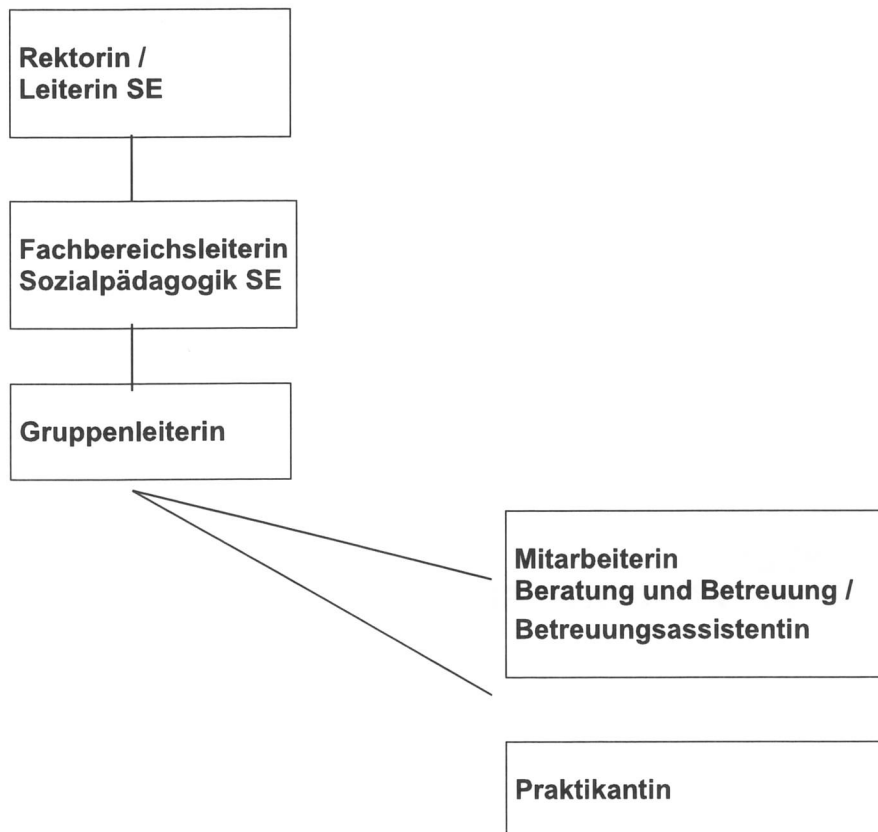 Rektorin /
Leiterin SE
Fachbereichsleiterin
Sozialpädagogik SE
Gruppenleiterin
Mitarbeiterin
Beratung und Betreuung /
Betreuungsassistentin
Praktikantin